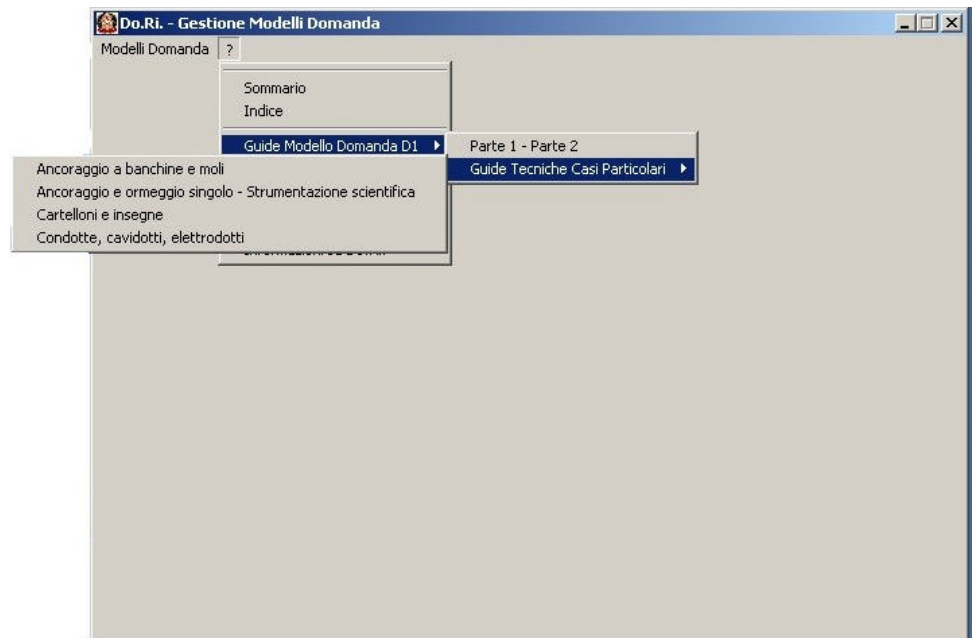 Do.Ri. - Gestione Modelli Domanda
Modelli Domanda ?
Sommario
Indice
Guide Modello Domanda D1
Parte 1 - Parte 2
Guide Tecniche Casi Particolari
Ancoraggio a banchine e moli
Ancoraggio e ormeggio singolo - Strumentazione scientifica
Cartelloni e insegne
Condotte, cavidotti, elettrodotti